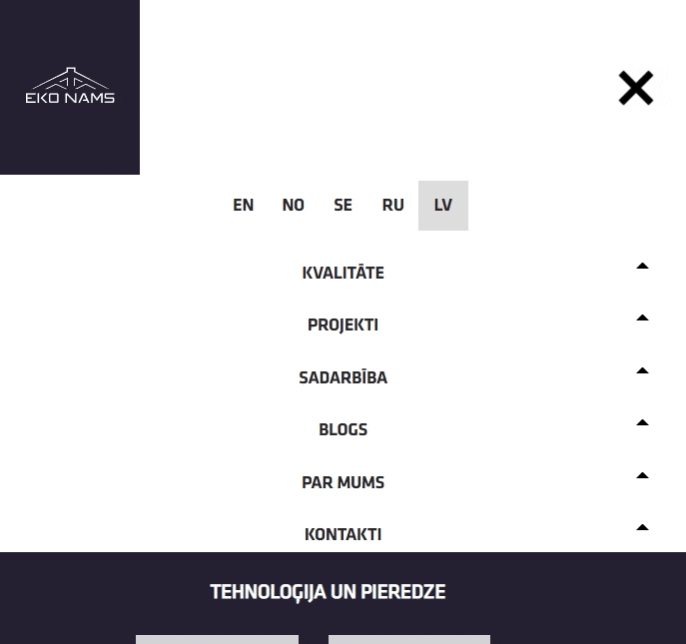 EKO NAMS
EN NO SE RU LV
KVALITĀTE
PROJEKTI
SADARBĪBA
BLOGS
PAR MUMS
KONTAKTI
TEHNOLOĢIJA UN PIEREDZE